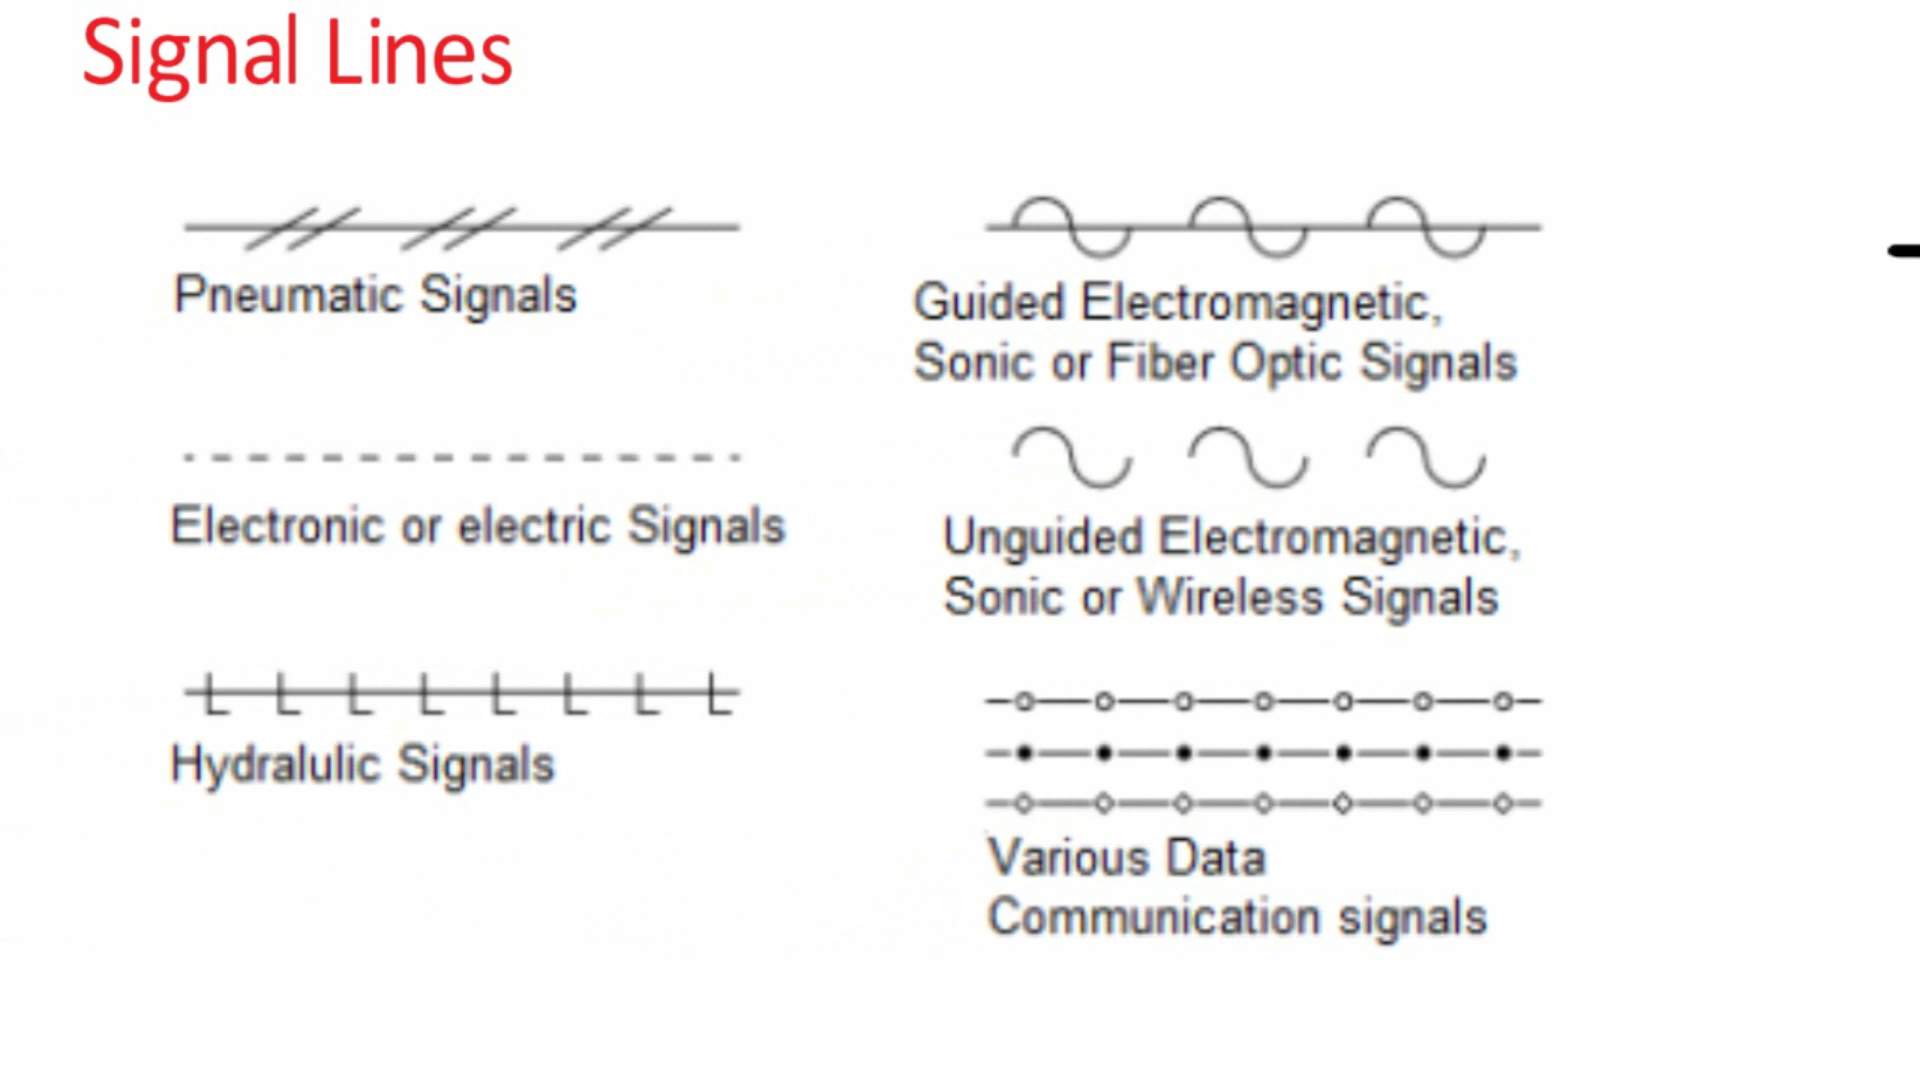 Signal Lines
Pneumatic Signals
Electronic or electric Signals
Hydralulic Signals
Guided Electromagnetic,
Sonic or Fiber Optic Signals
Unguided Electromagnetic,
Sonic or Wireless Signals
Various Data
Communication signals